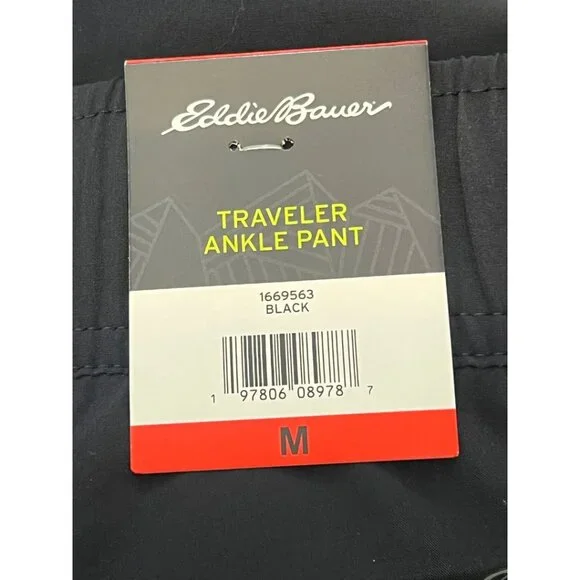 Eddie Bauer
TRAVELER
ANKLE PANT
1669563
BLACK
1 97806 08978 7
M